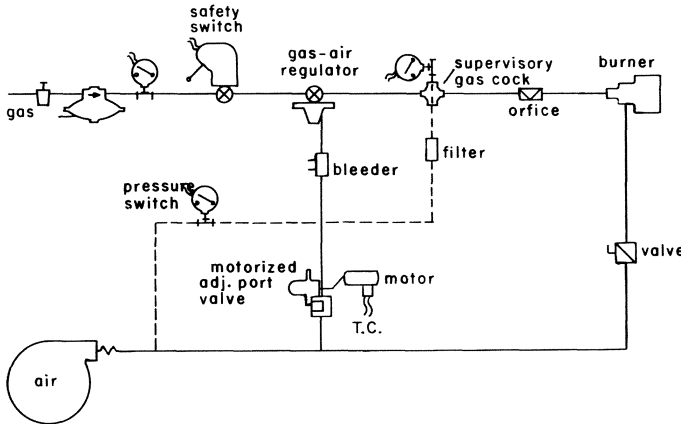 safety
switch
gas-air
regulator
supervisory
gas cock
burner
gas
orfice
filter
bleeder
pressure
switch
valve
motorized
adj. port
valve
motor
T.C.
air